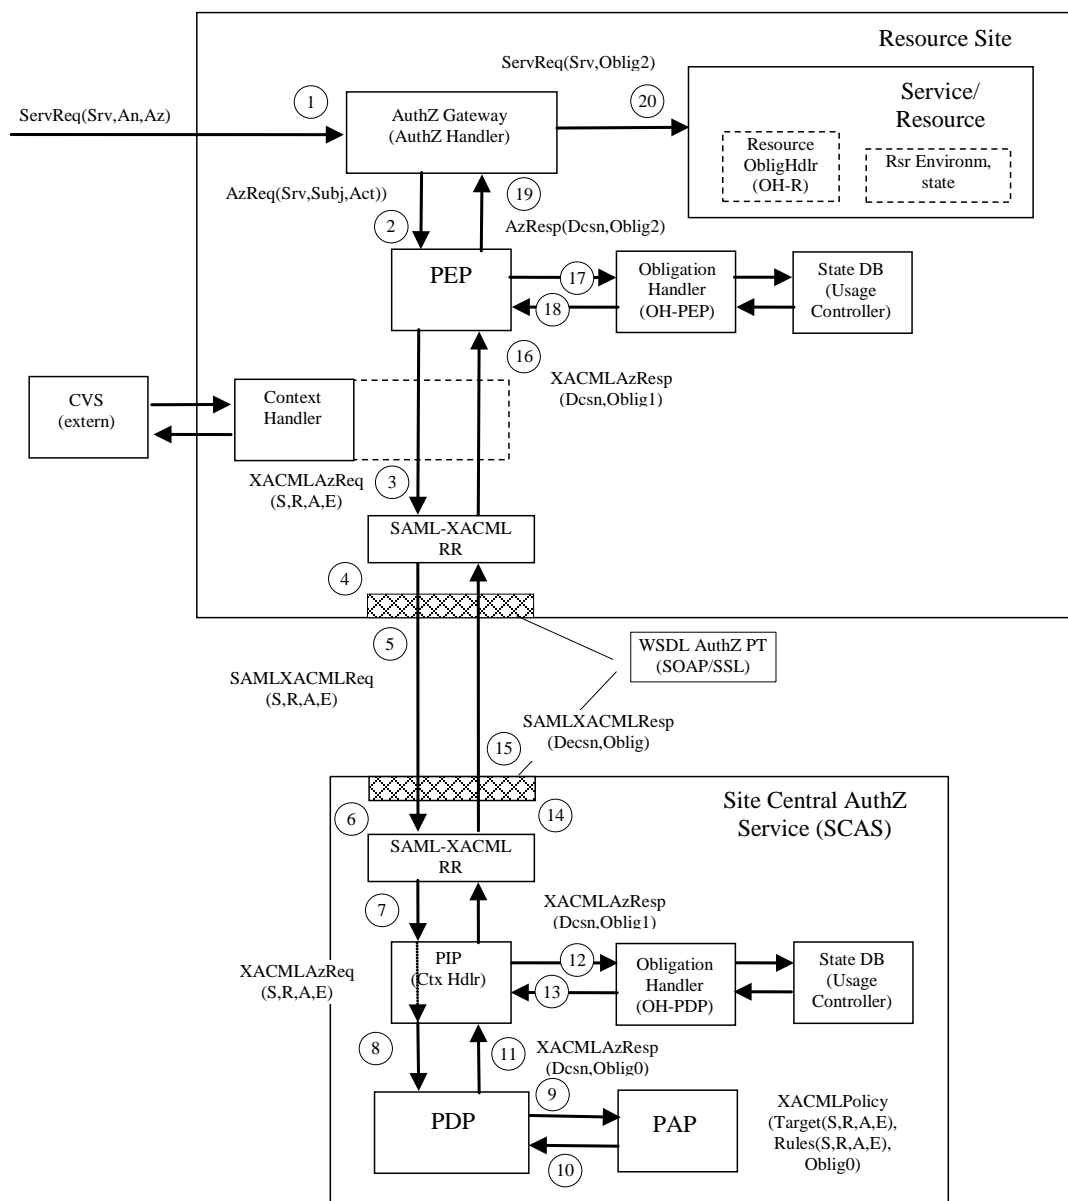 Resource Site
ServReq(Srv,Oblig2)
ServReq(Srv,An,Az)
1
AuthZ Gateway
(AuthZ Handler)
20
Service/
Resource
Resource
ObligHdlr
(OH-R)
Rsr Environm,
state
AzReq(Srv,Subj,Act))
19
2
AzResp(Dcsn,Oblig2)
PEP
17
18
Obligation
Handler
(OH-PEP)
State DB
(Usage
Controller)
16
XACMLAzResp
(Dcsn,Oblig1)
CVS
(extern)
Context
Handler
XACMLAzReq
(S,R,A,E)
3
SAML-XACML
RR
4
5
WSDL AuthZ PT
(SOAP/SSL)
SAMLXACMLReq
(S,R,A,E)
SAMLXACMLResp
(Decsn,Oblig)
15
Site Central AuthZ
Service (SCAS)
6
14
SAML-XACML
RR
7
XACMLAzResp
(Dcsn,Oblig1)
XACMLAzReq
(S,R,A,E)
PIP
(Ctx Hdlr)
12
13
Obligation
Handler
(OH-PDP)
State DB
(Usage
Controller)
8
11
XACMLAzResp
(Dcsn,Oblig0)
9
PDP
10
PAP
XACMLPolicy
(Target(S,R,A,E),
Rules(S,R,A,E),
Oblig0)